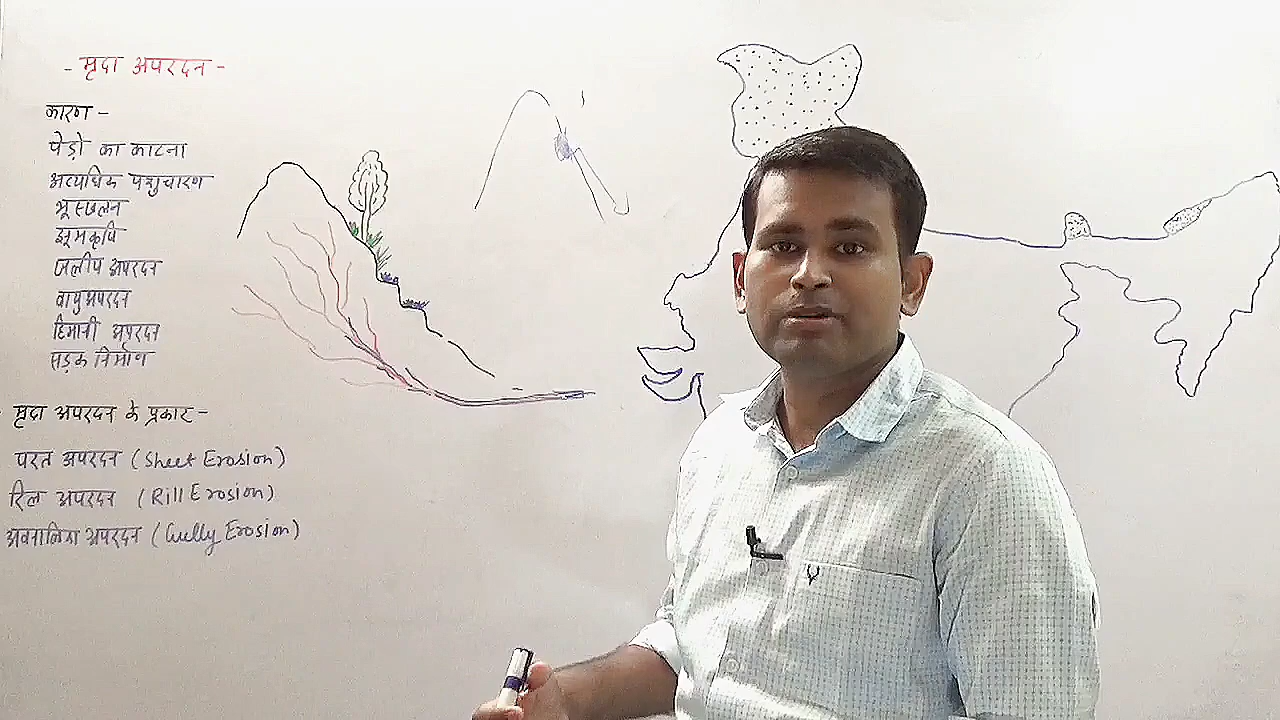 - मृदा अपरदन -
कारण -
पेड़ो का काटना
अत्यधिक पशुचारण
भूस्खलन
झूमकृषि
जलीय अपरदन
वायु अपरदन
हिमानी अपरदन
सड़क निर्माण
मृदा अपरदन के प्रकार -
परत अपरदन (Sheet Erosion)
रिल अपरदन (Rill Erosion)
अवनालिका अपरदन (Gully Erosion)